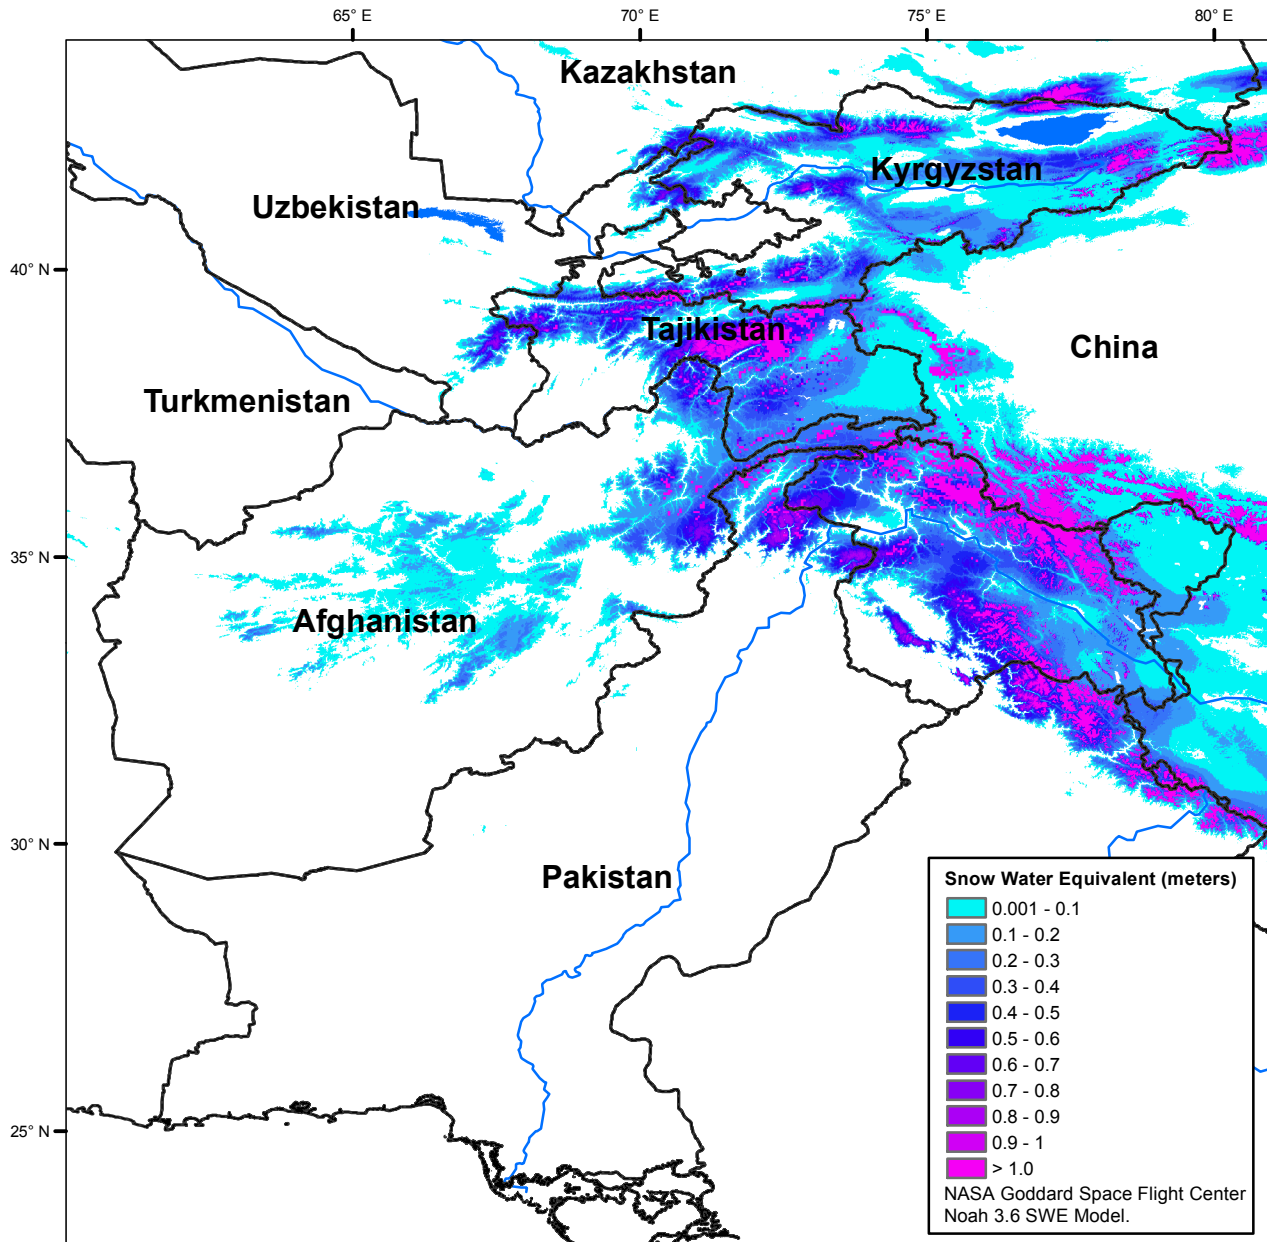 65° E
70° E
75° E
80° E
Kazakhstan
Kyrgyzstan
Uzbekistan
40° N
Tajikistan
China
Turkmenistan
35° N
Afghanistan
30° N
Pakistan
25° N
Snow Water Equivalent (meters)
0.001 - 0.1
0.1 - 0.2
0.2 - 0.3
0.3 - 0.4
0.4 - 0.5
0.5 - 0.6
0.6 - 0.7
0.7 - 0.8
0.8 - 0.9
0.9 - 1
> 1.0
NASA Goddard Space Flight Center
Noah 3.6 SWE Model.